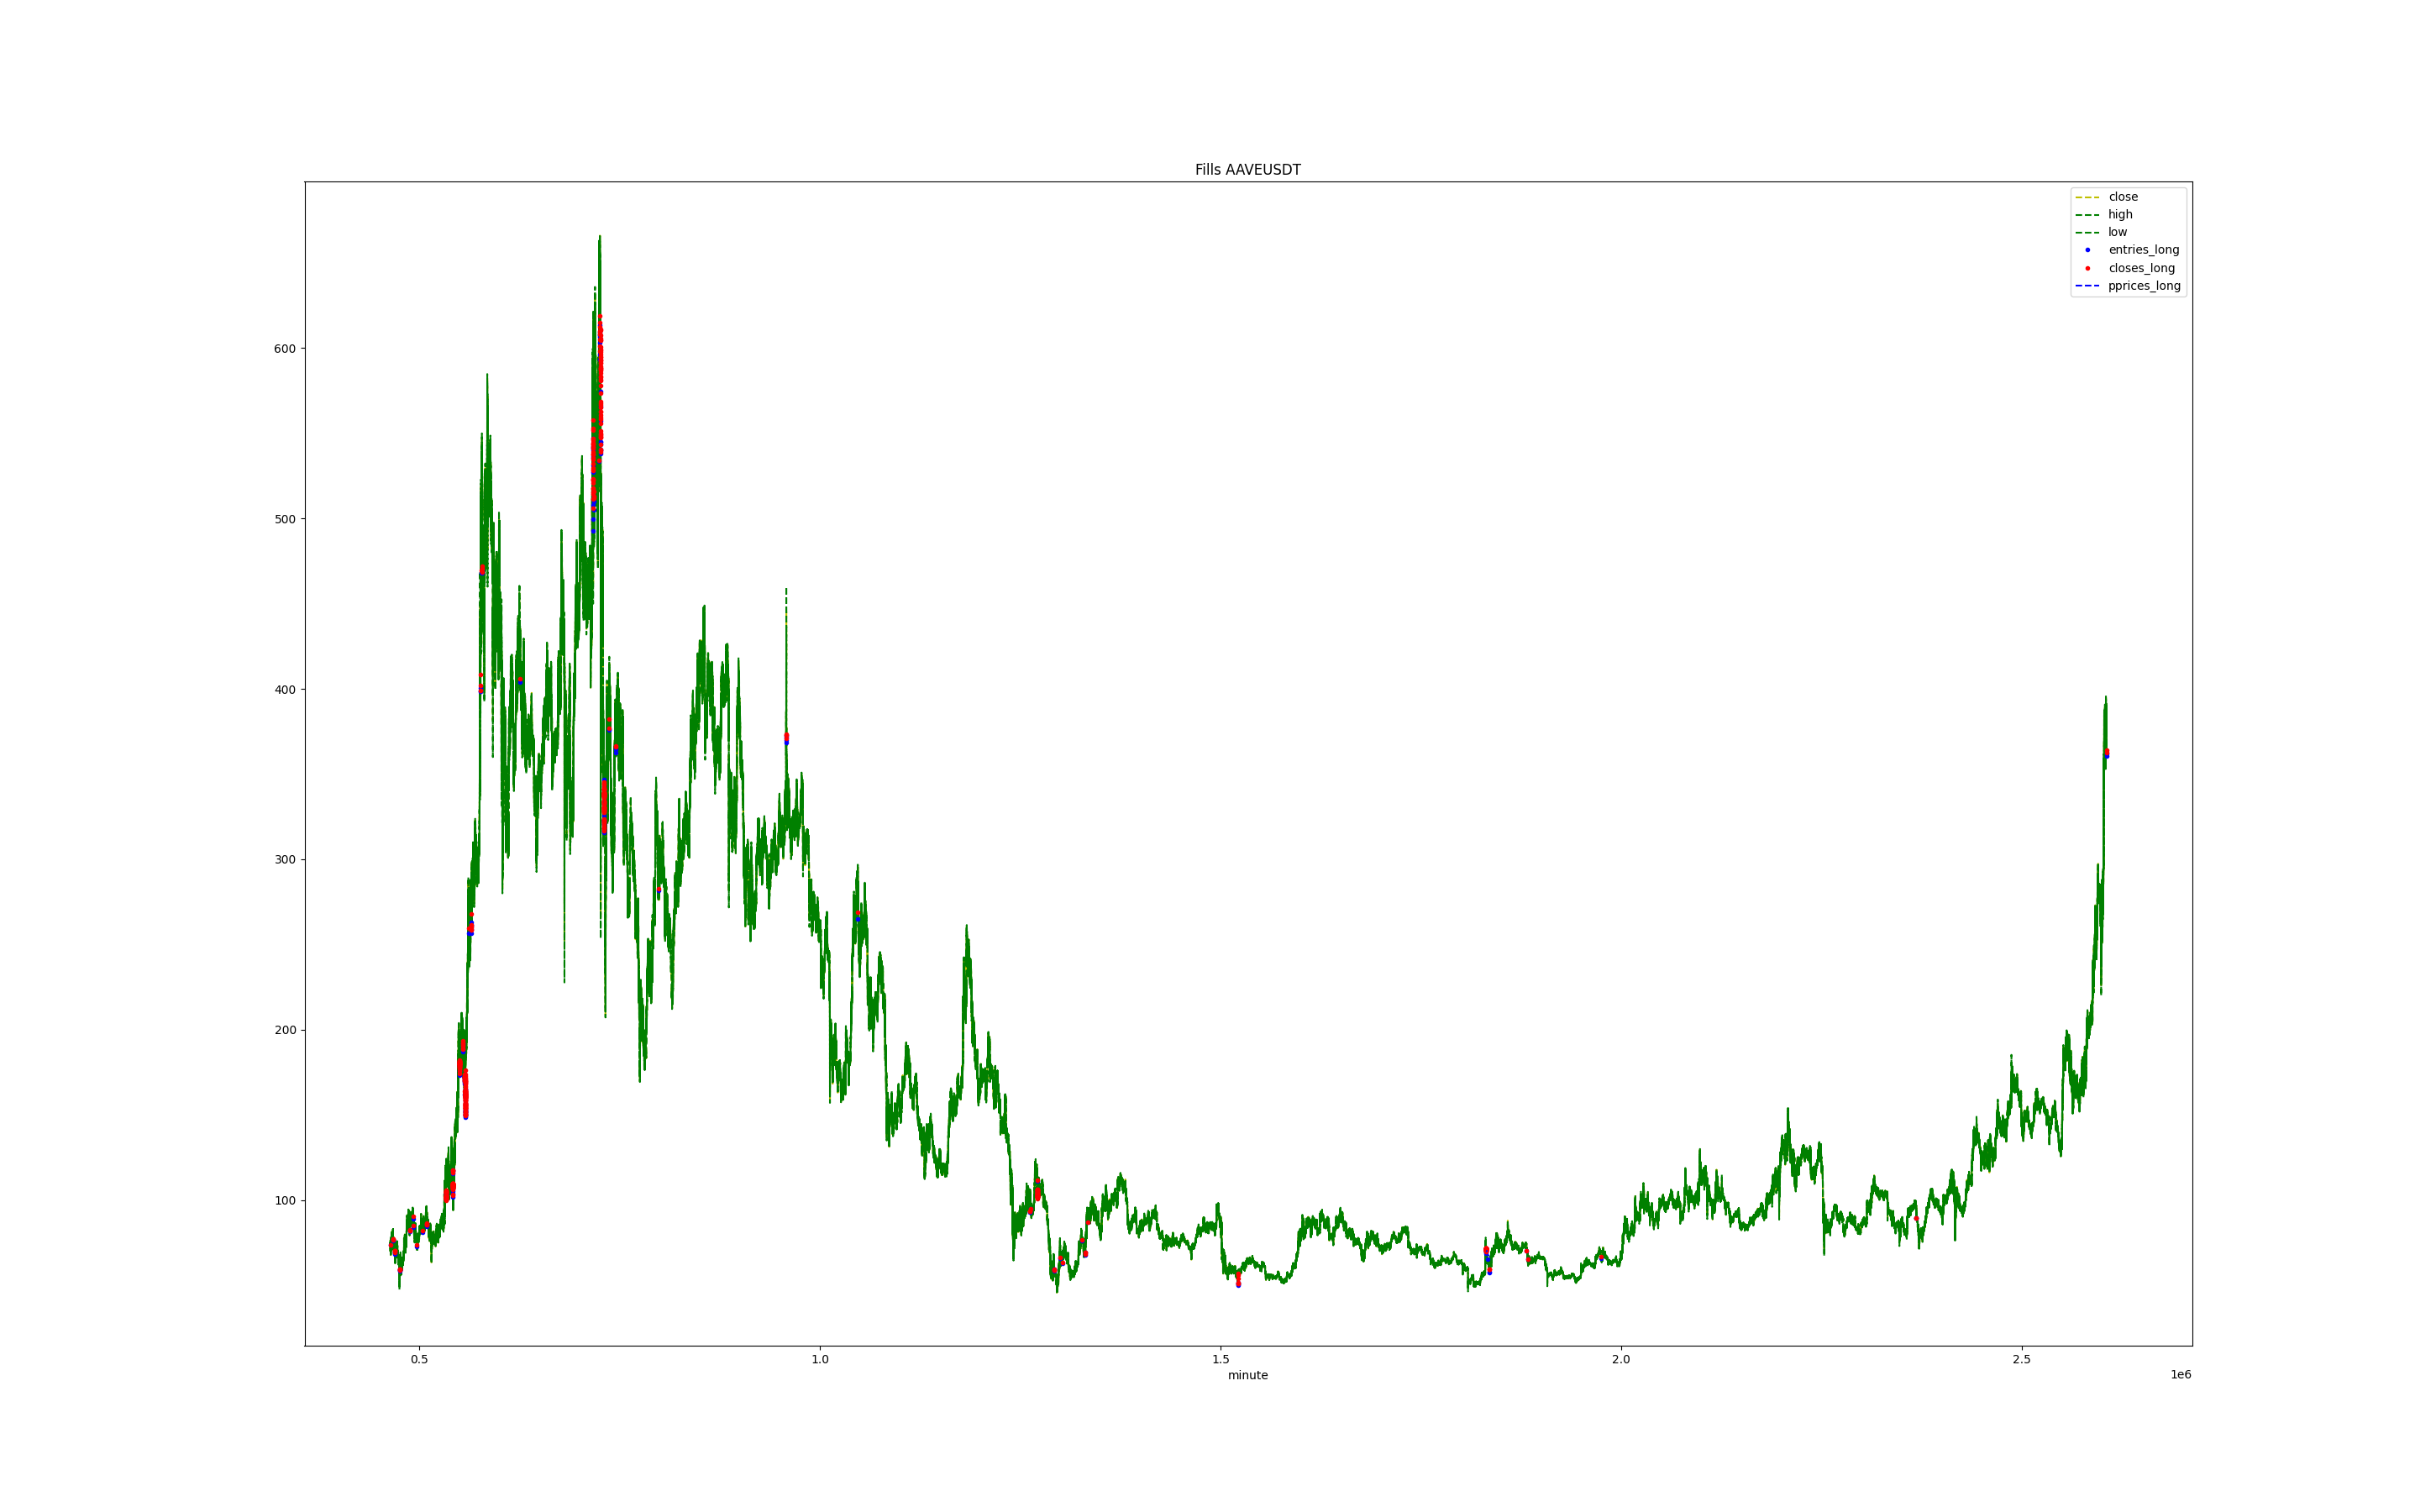 Fills AAVEUSDT
close
high
low
entries_long
closes_long
pprices_long
600
500
400
300
200
100
0.5 1.0 1.5 2.0 2.5
minute
1e6